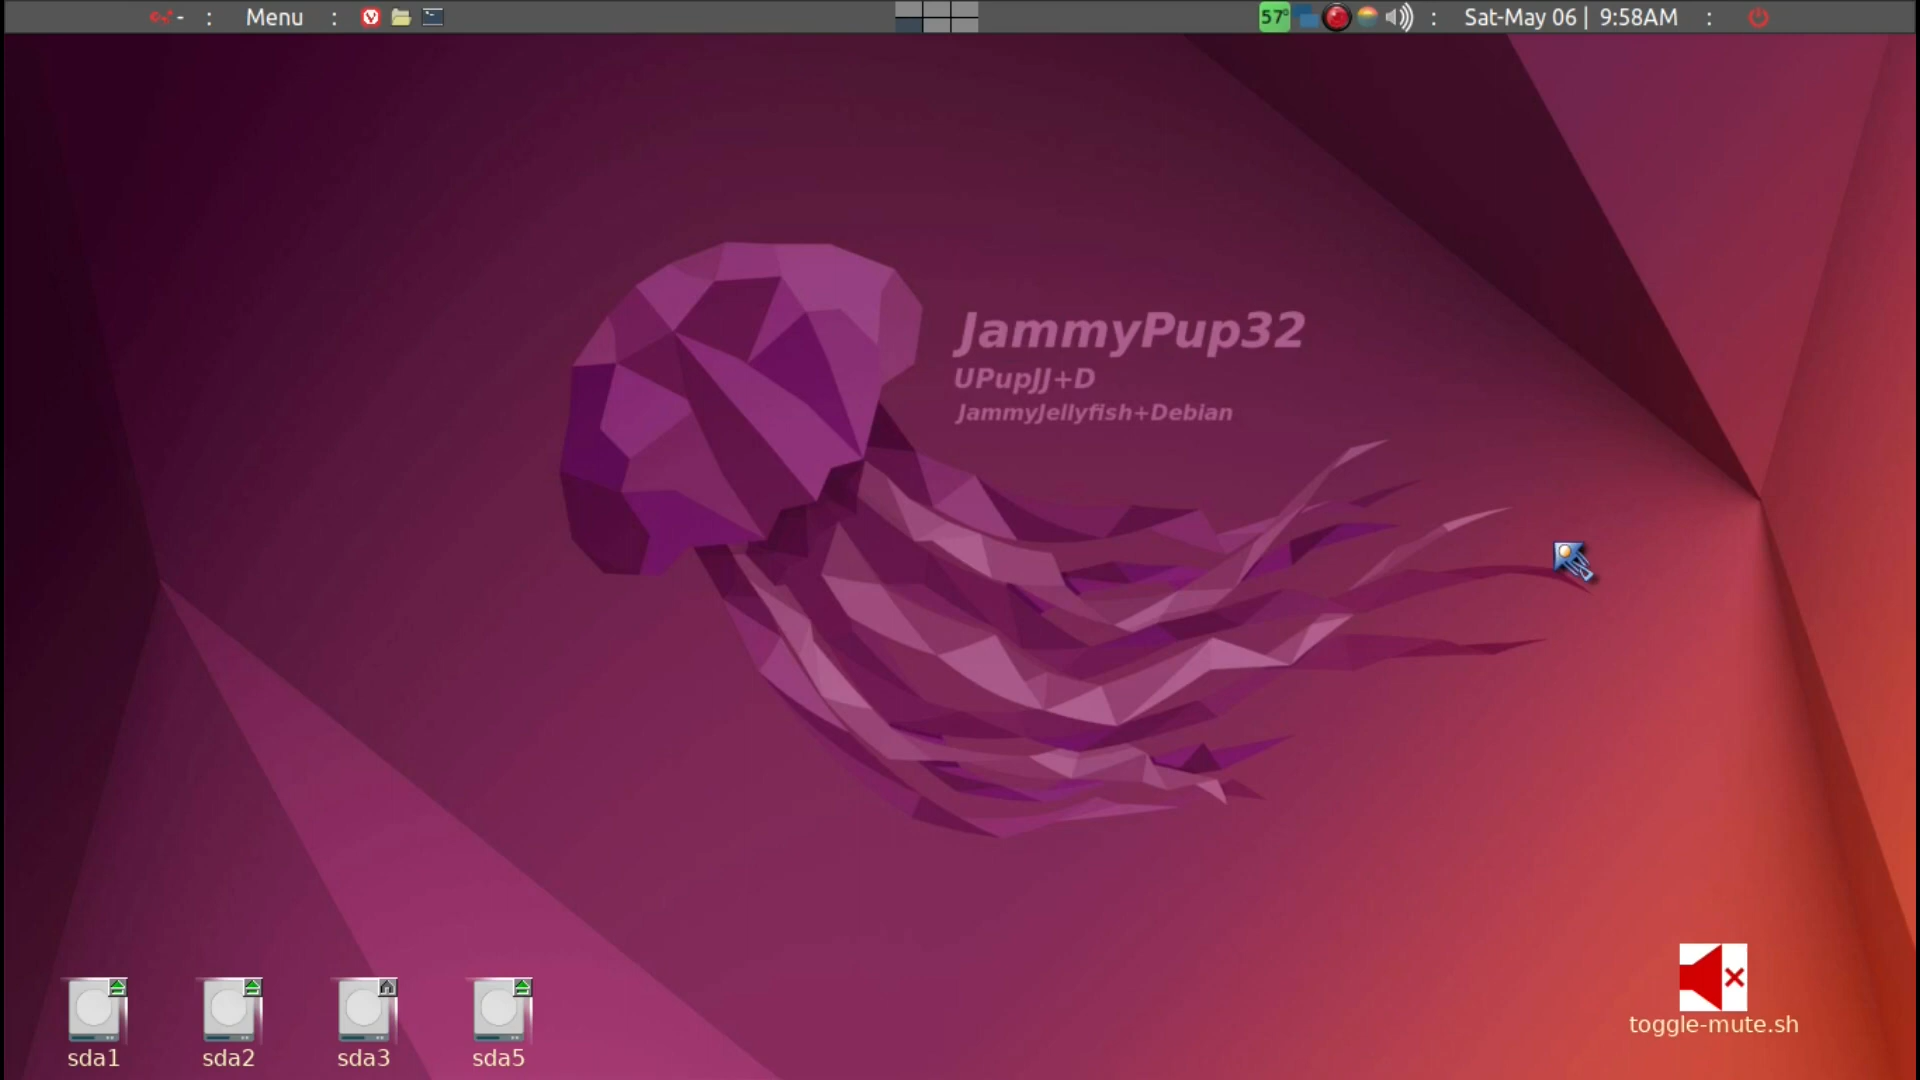 Menu
57°
Sat-May 06 | 9:58AM
JammyPup32
UPupJJ+D
JammyJellyfish+Debian
sda1
sda2
sda3
sda5
toggle-mute.sh